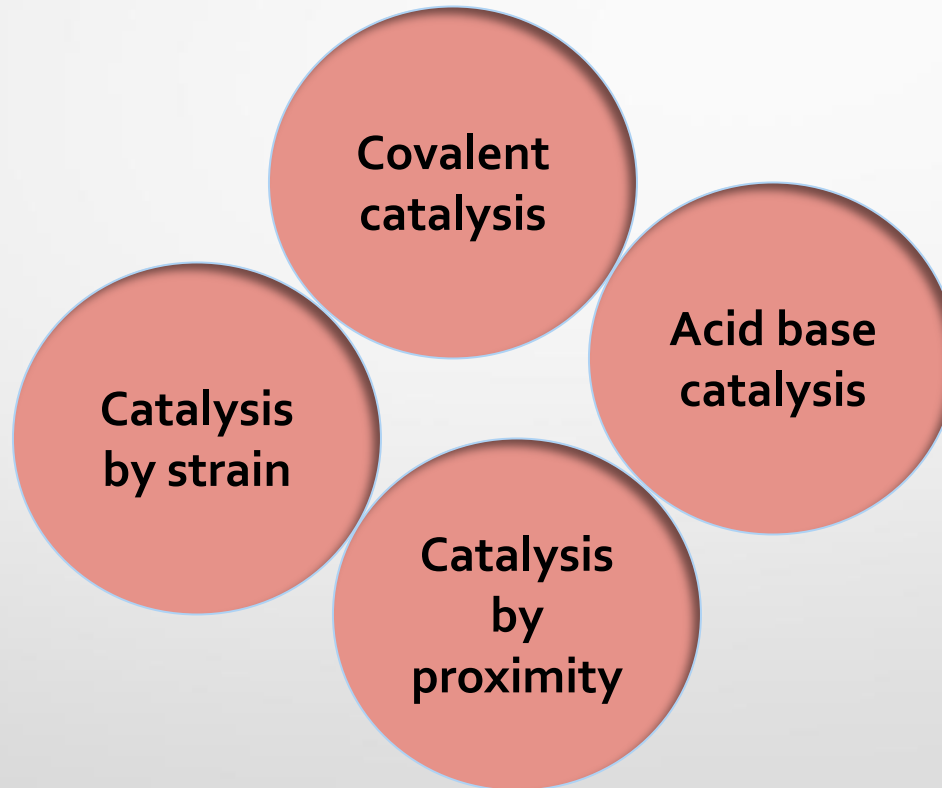 Covalent
catalysis
Acid base
catalysis
Catalysis
by strain
Catalysis
by
proximity